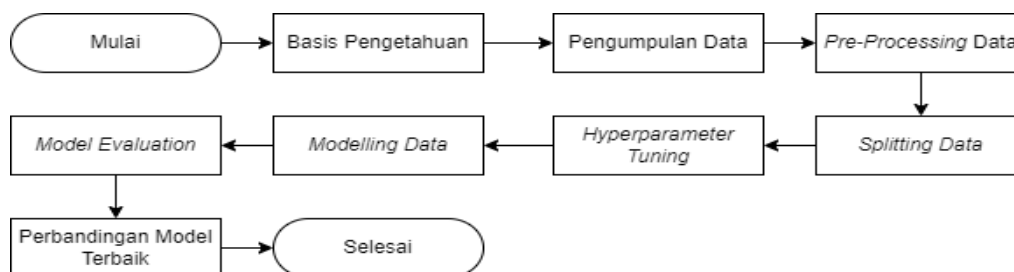 Mulai
Basis Pengetahuan
Pengumpulan Data
Pre-Processing Data
Splitting Data
Hyperparameter
Tuning
Modelling Data
Model Evaluation
Perbandingan Model
Terbaik
Selesai